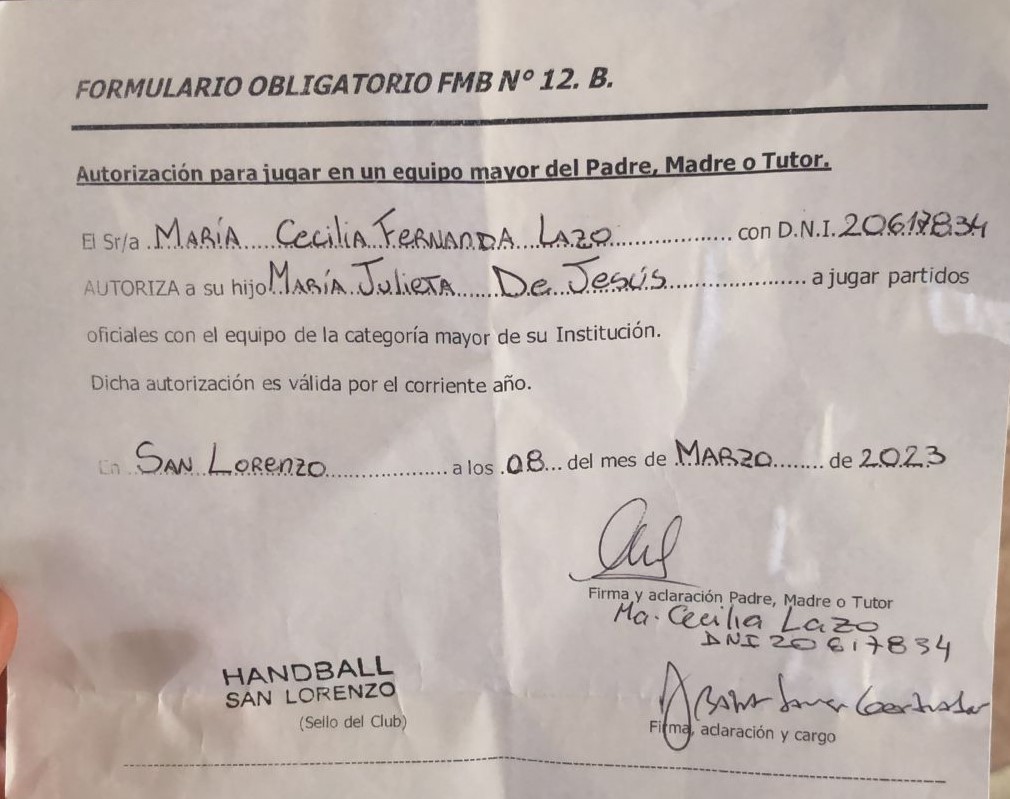 FORMULARIO OBLIGATORIO FMB Nº 12. B.
Autorización para jugar en un equipo mayor del Padre, Madre o Tutor.
El Sr/a .MARÍA.....Cecilia..FERNANDA...LAZO...................... con D.N.I.20617834
AUTORIZA a su hijo MARÍA..JULIETA......De..Jesús........................ a jugar partidos
oficiales con el equipo de la categoría mayor de su Institución.
Dicha autorización es válida por el corriente año.
En SAN LORENZO................... a los .08... del mes de MARZO........ de 2023
Firma y aclaración Padre, Madre o Tutor
Ma. Cecilia LAZO
DNI 20617834
HANDBALL
SAN LORENZO
(Sello del Club)
Firma, aclaración y cargo